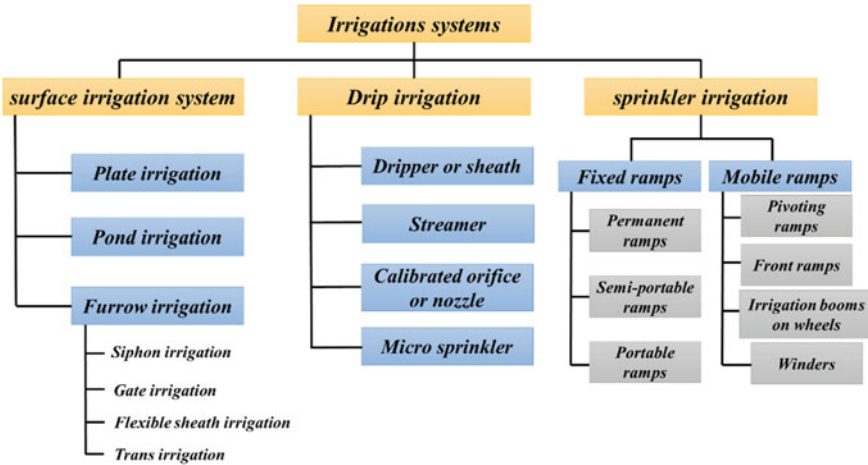 Irrigations systems
surface irrigation system
Plate irrigation
Pond irrigation
Furrow irrigation
Siphon irrigation
Gate irrigation
Flexible sheath irrigation
Trans irrigation
Drip irrigation
Dripper or sheath
Streamer
Calibrated orifice
or nozzle
Micro sprinkler
sprinkler irrigation
Fixed ramps
Permanent
ramps
Semi-portable
ramps
Portable
ramps
Mobile ramps
Pivoting
ramps
Front ramps
Irrigation booms
on wheels
Winders